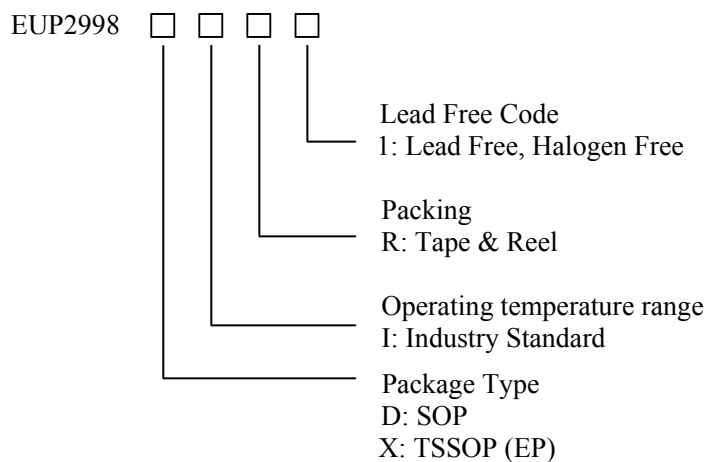 EUP2998 □ □ □ □
Lead Free Code
1: Lead Free, Halogen Free
Packing
R: Tape & Reel
Operating temperature range
I: Industry Standard
Package Type
D: SOP
X: TSSOP (EP)